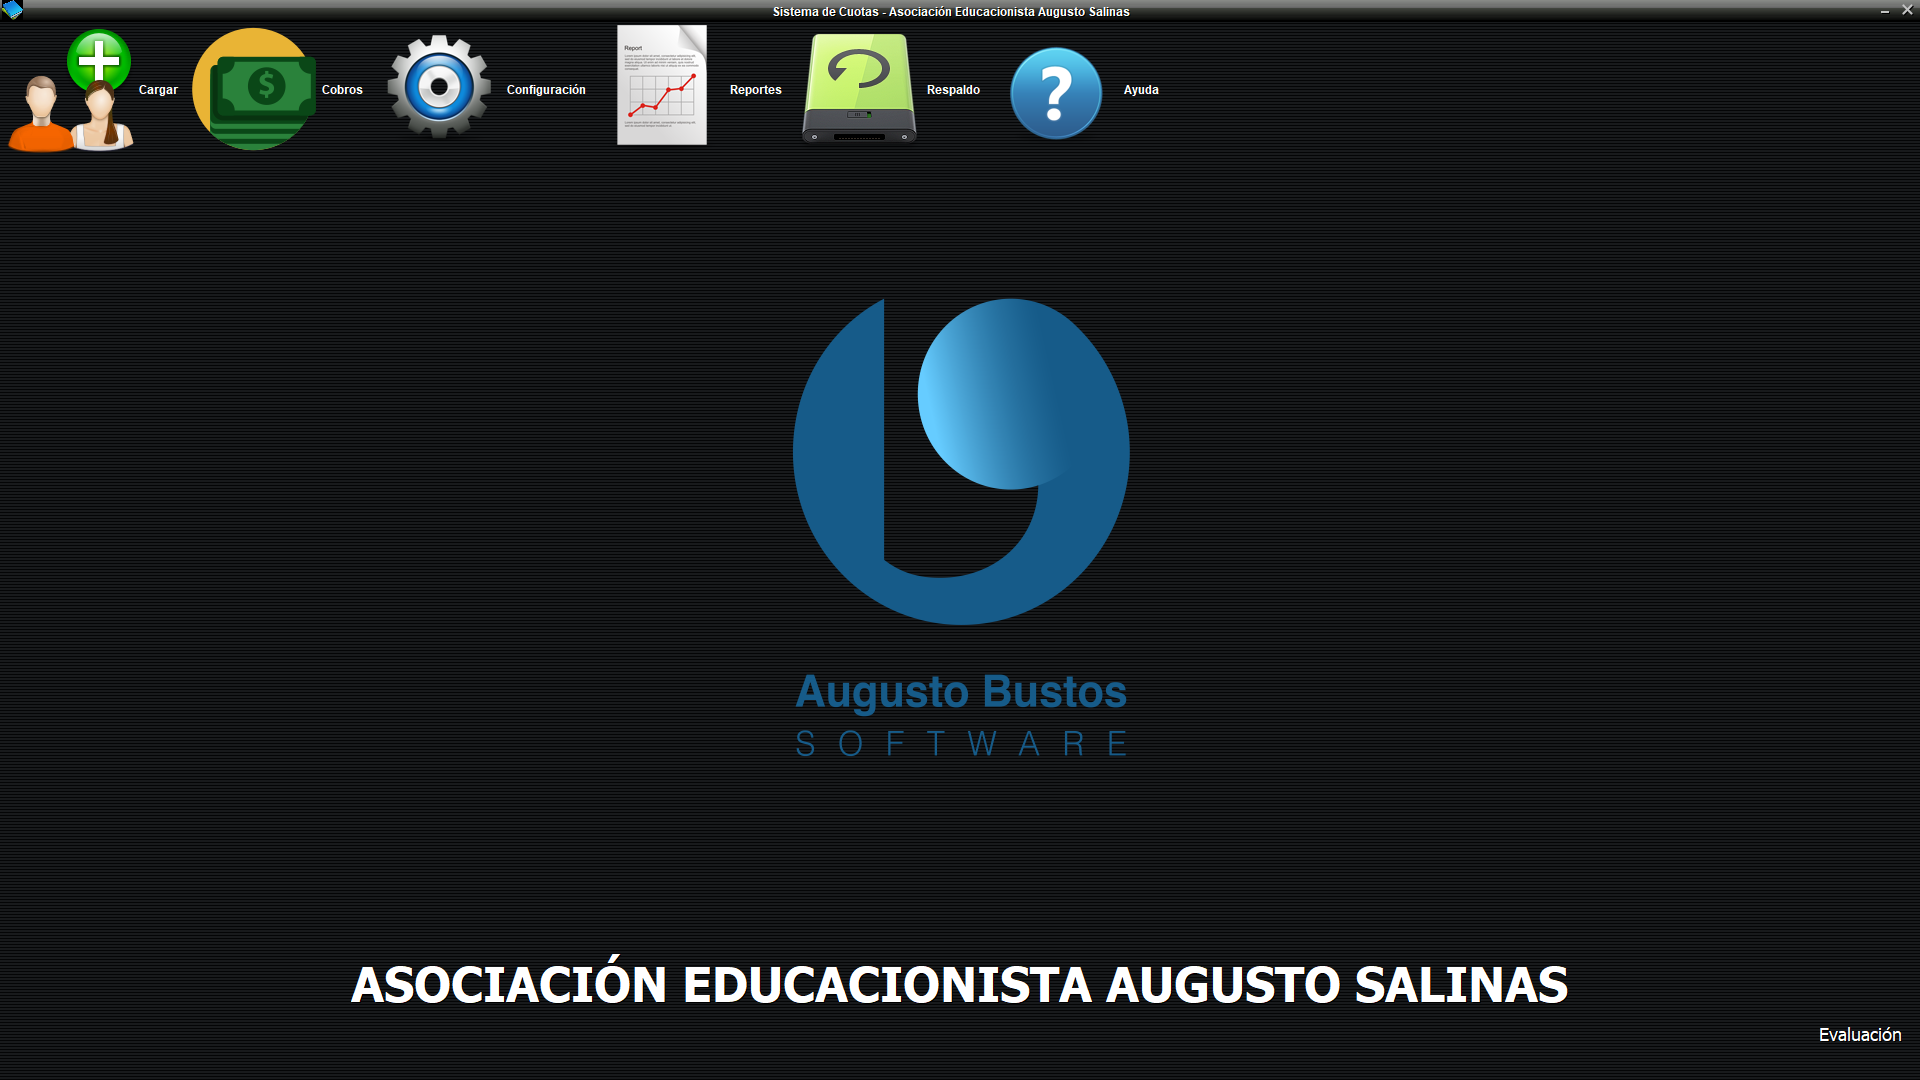 Sistema de Cuotas - Asociación Educacionista Augusto Salinas
Cargar
Cobros
Configuración
Report
Reportes
Respaldo
Ayuda
Augusto Bustos
SOFTWARE
ASOCIACIÓN EDUCACIONISTA AUGUSTO SALINAS
Evaluación